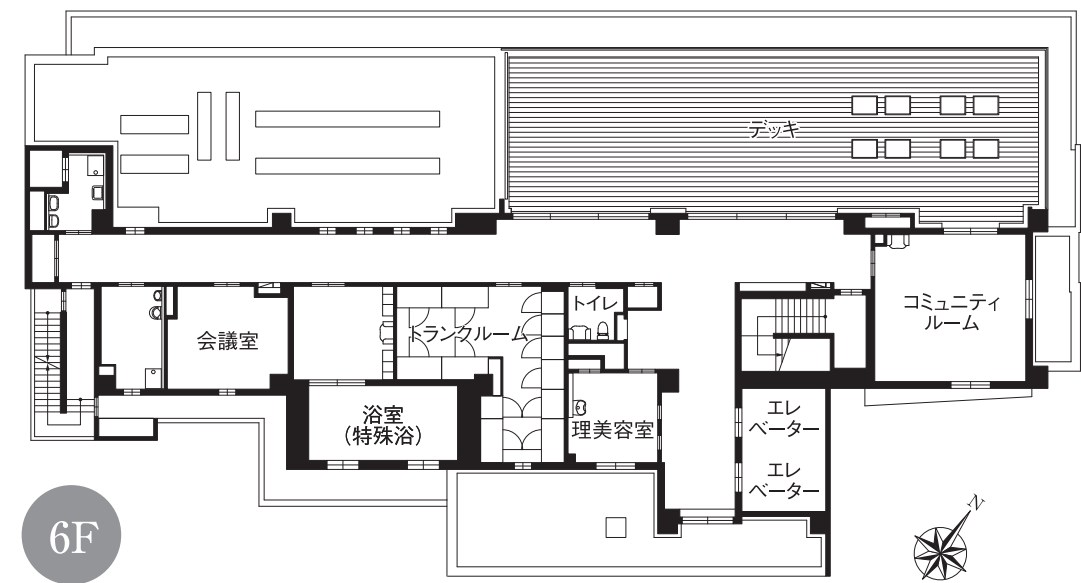 デッキ
コミュニティ
ルーム
トイレ
トランクルーム
会議室
浴室
(特殊浴)
理美容室
エレ
ベーター
エレ
ベーター
6F
N